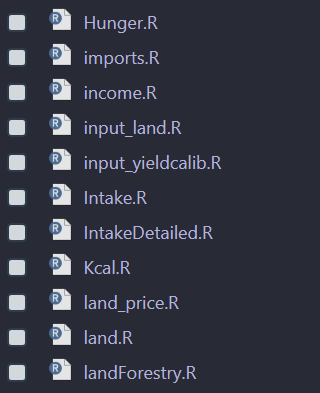 Hunger.R
imports.R
income.R
input_land.R
input_yieldcalib.R
Intake.R
IntakeDetailed.R
Kcal.R
land_price.R
land.R
landForestry.R